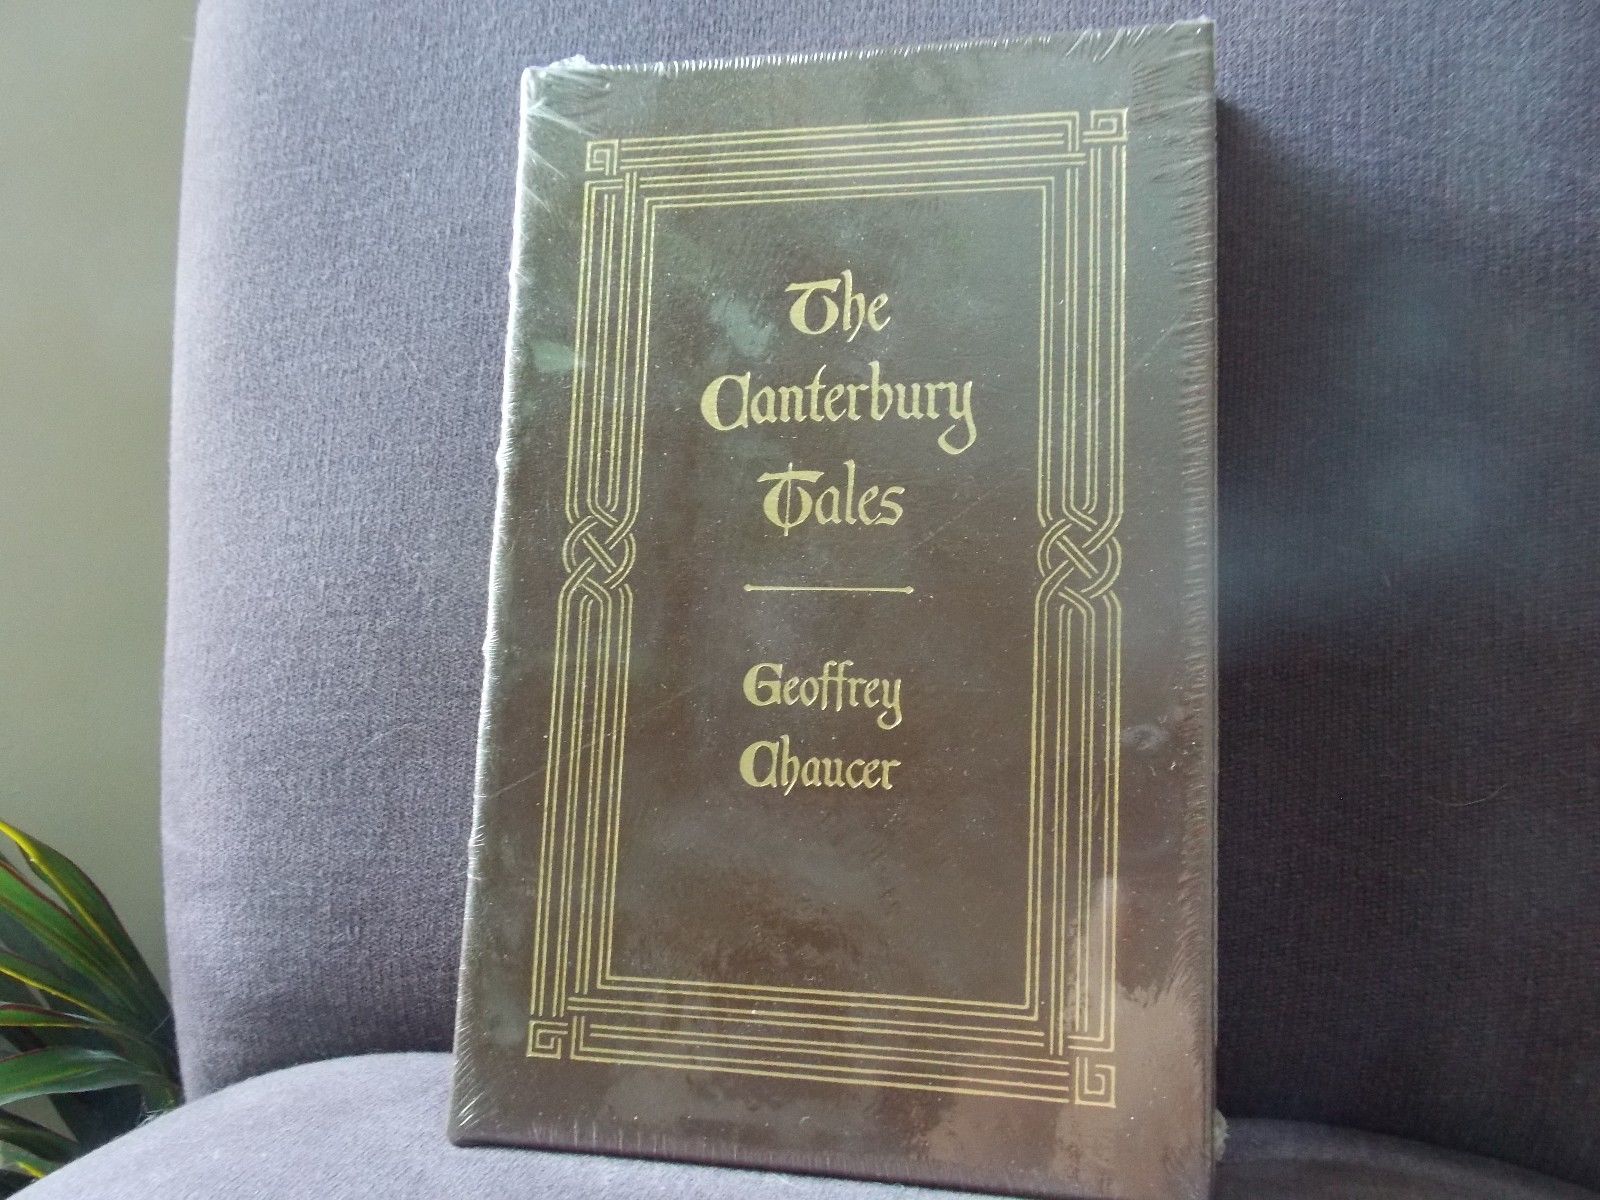 The
Canterbury
Tales
Geoffrey
Chaucer